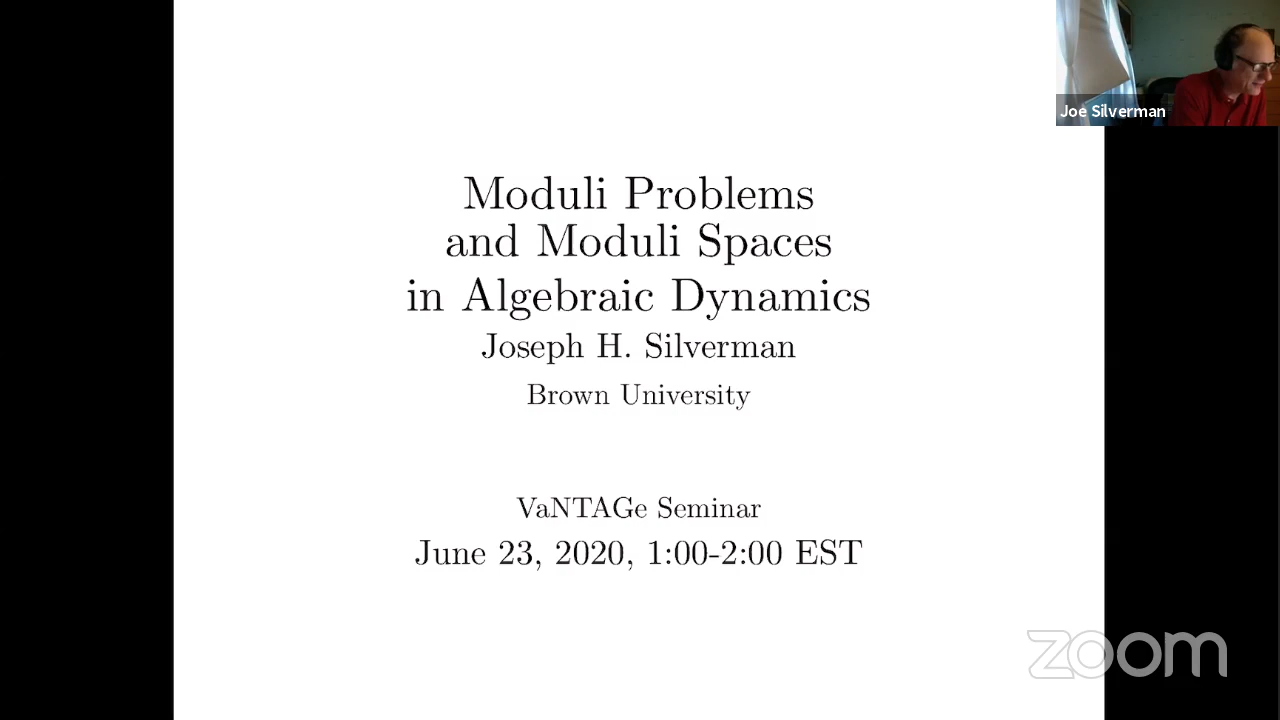 Joe Silverman
Moduli Problems
and Moduli Spaces
in Algebraic Dynamics
Joseph H. Silverman
Brown University
VaNTAGe Seminar
June 23, 2020, 1:00-2:00 EST
zoom